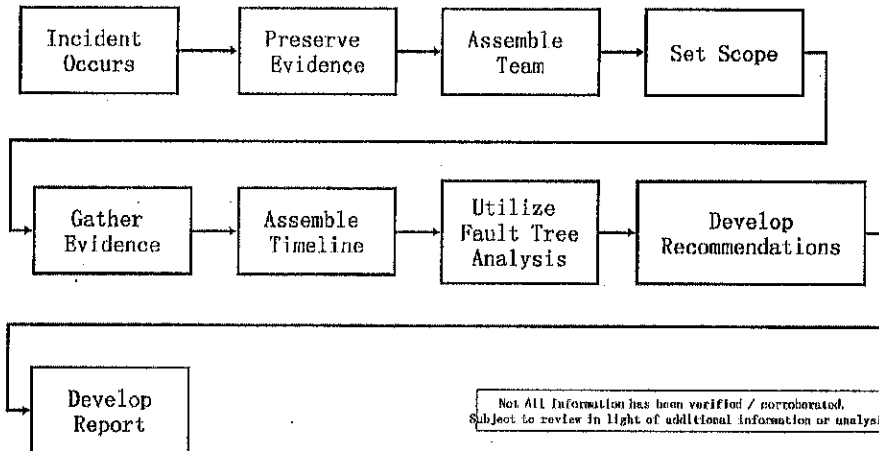 Incident
Occurs
Preserve
Evidence
Assemble
Team
Set Scope
Gather
Evidence
Assemble
Timeline
Utilize
Fault Tree
Analysis
Develop
Recommendations
Develop
Report
Not All Information has been verified / corroborated.
Subject to review in light of additional information or analysi